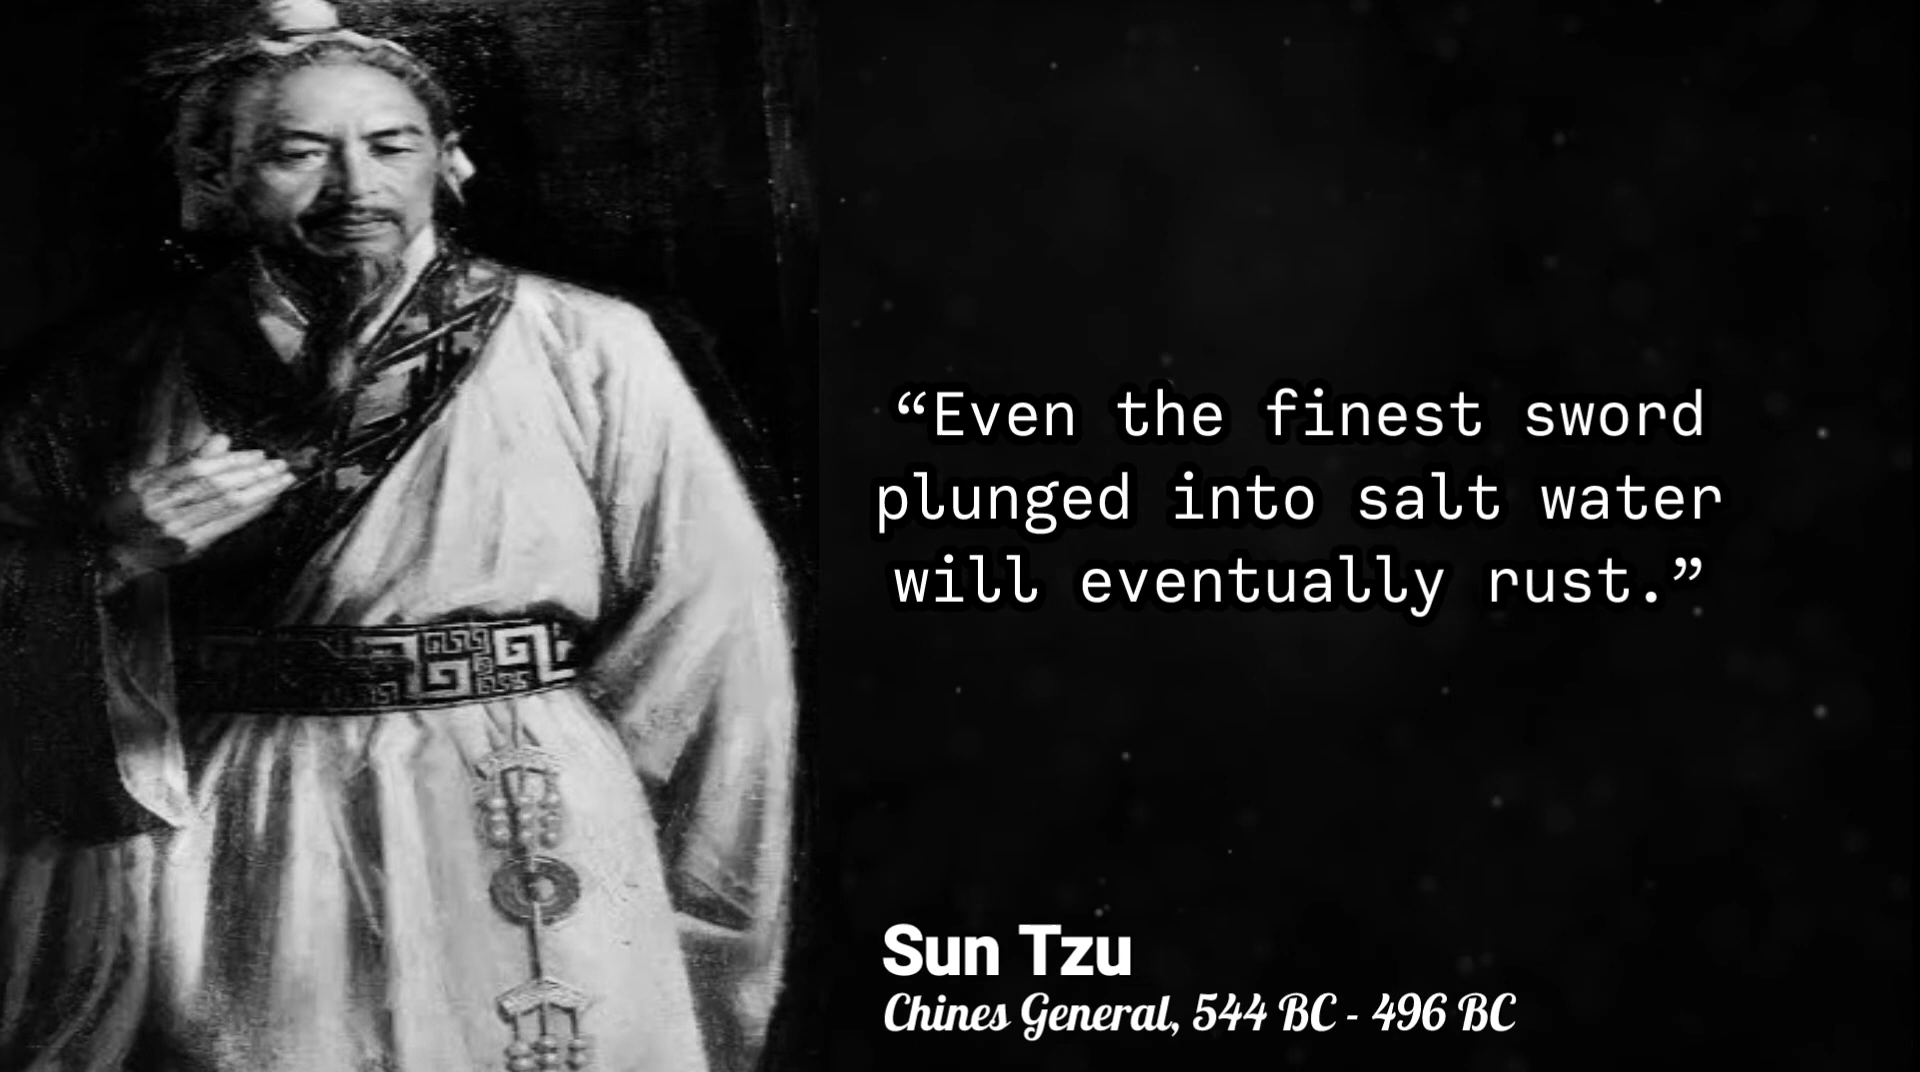 “Even the finest sword
plunged into salt water
will eventually rust.”
Sun Tzu
Chines General, 544 BC - 496 BC